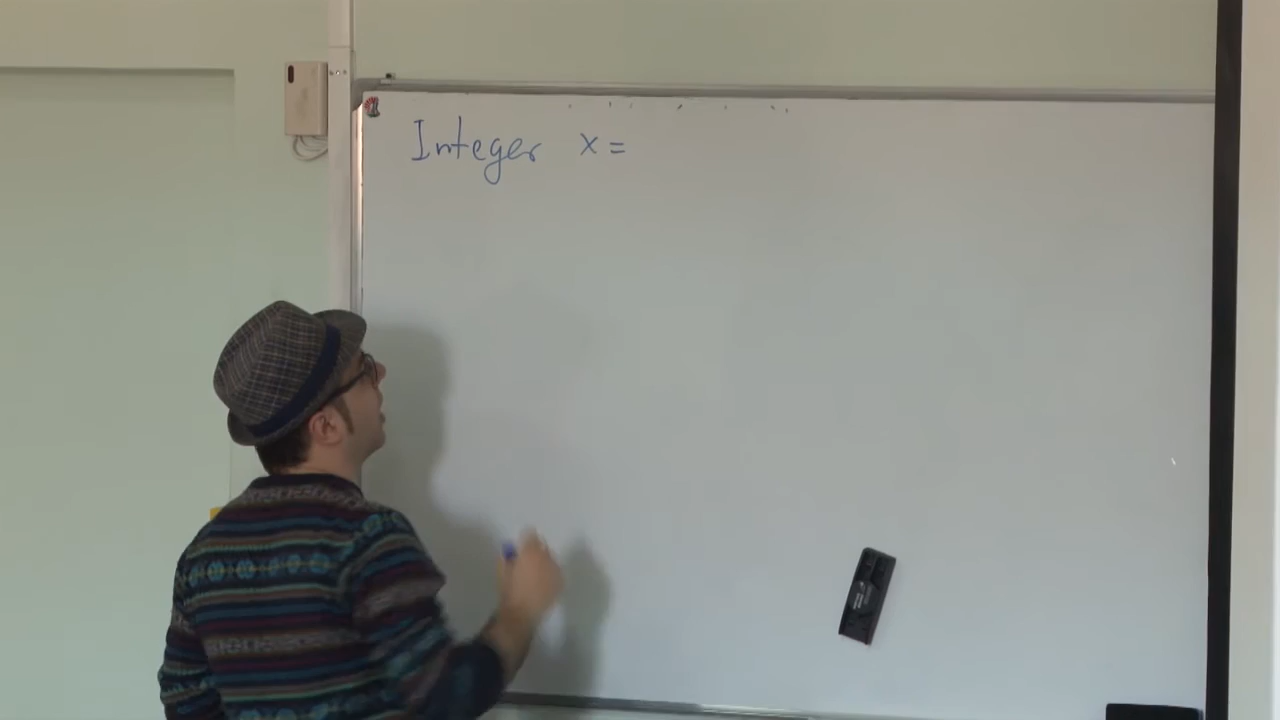 Integer x =